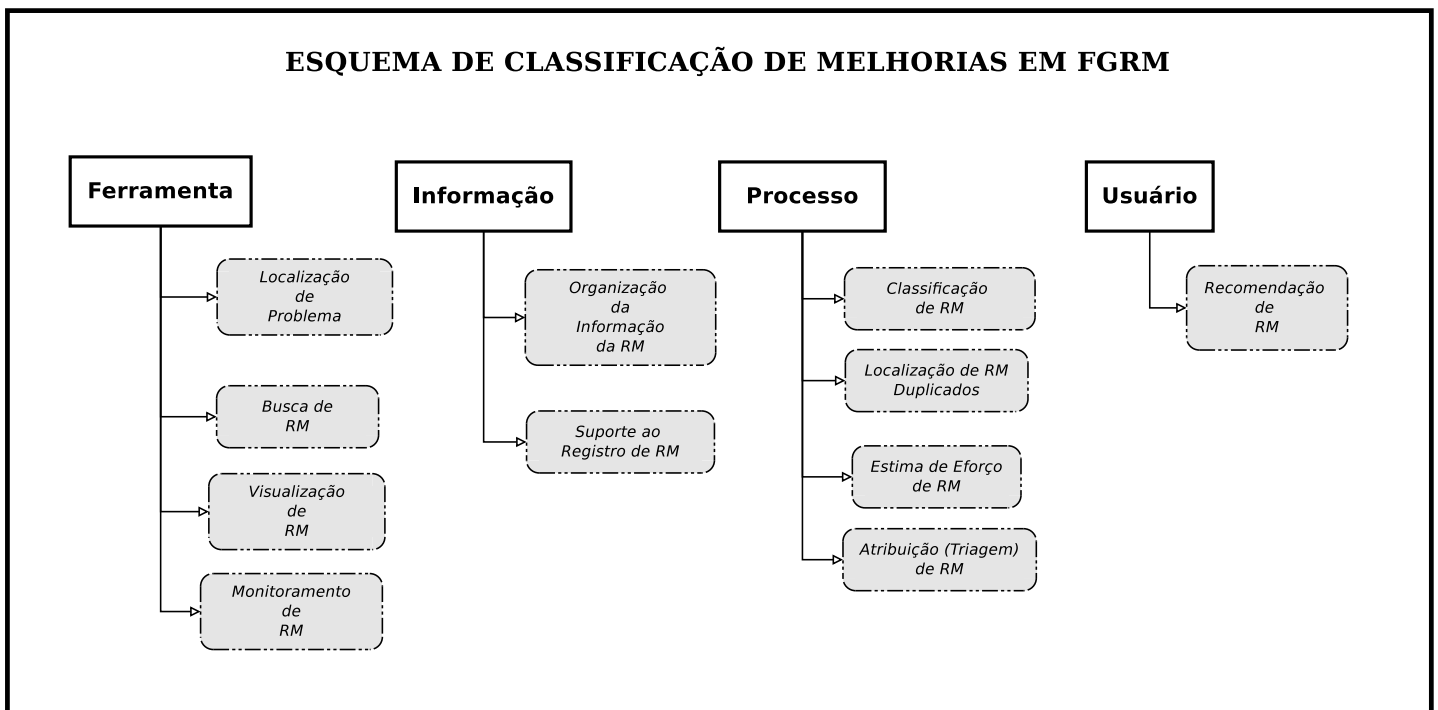 ESQUEMA DE CLASSIFICAÇÃO DE MELHORIAS EM FGRM
Ferramenta
Localização
de
Problema
Busca de
RM
Visualização
de
RM
Monitoramento
de
RM
Informação
Organização
da
Informação
da RM
Suporte ao
Registro de RM
Processo
Classificação
de RM
Localização de RM
Duplicados
Estima de Eforço
de RM
Atribuição (Triagem)
de RM
Usuário
Recomendação
de
RM